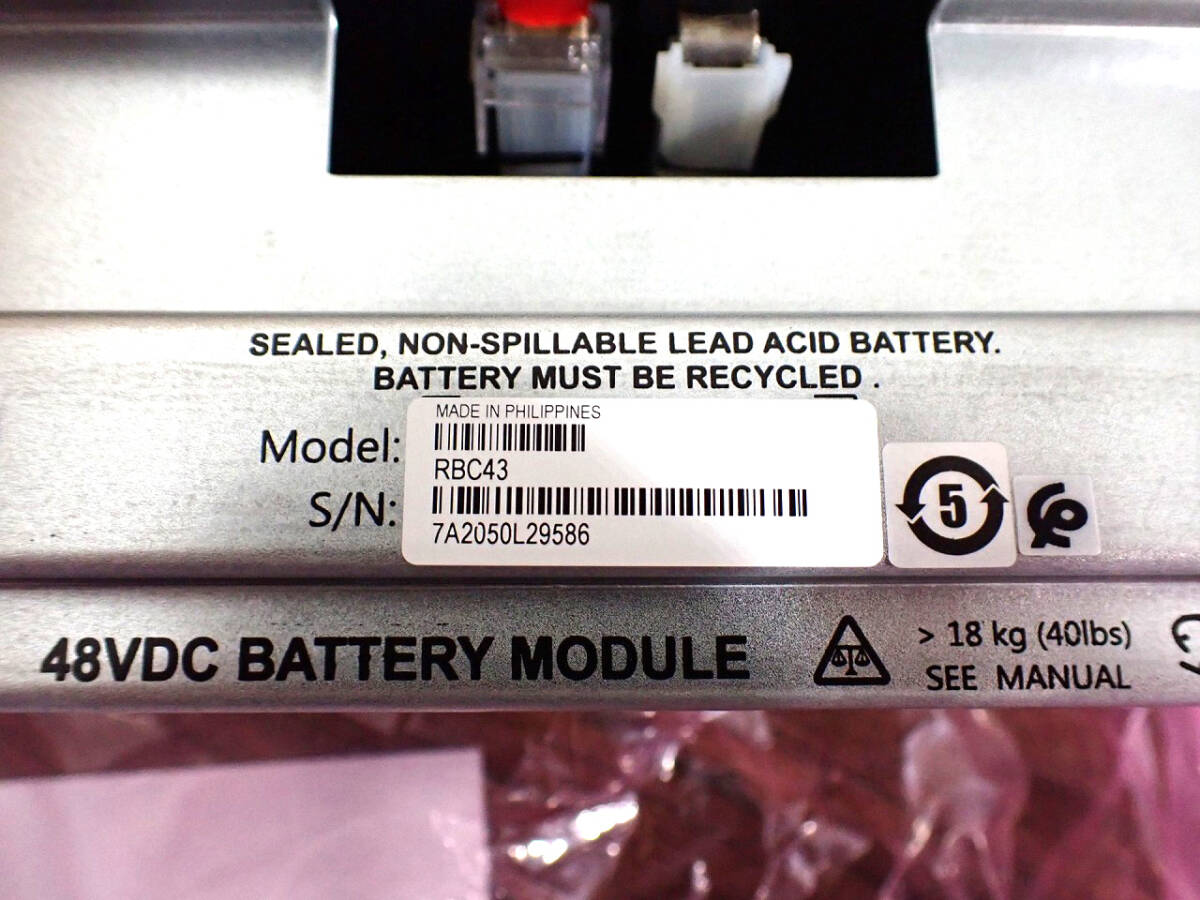 SEALED, NON-SPILLABLE LEAD ACID BATTERY.
BATTERY MUST BE RECYCLED .
MADE IN PHILIPPINES
Model:
RBC43
S/N:
7A2050L29586
5
48VDC BATTERY MODULE
> 18 kg (40lbs)
SEE MANUAL